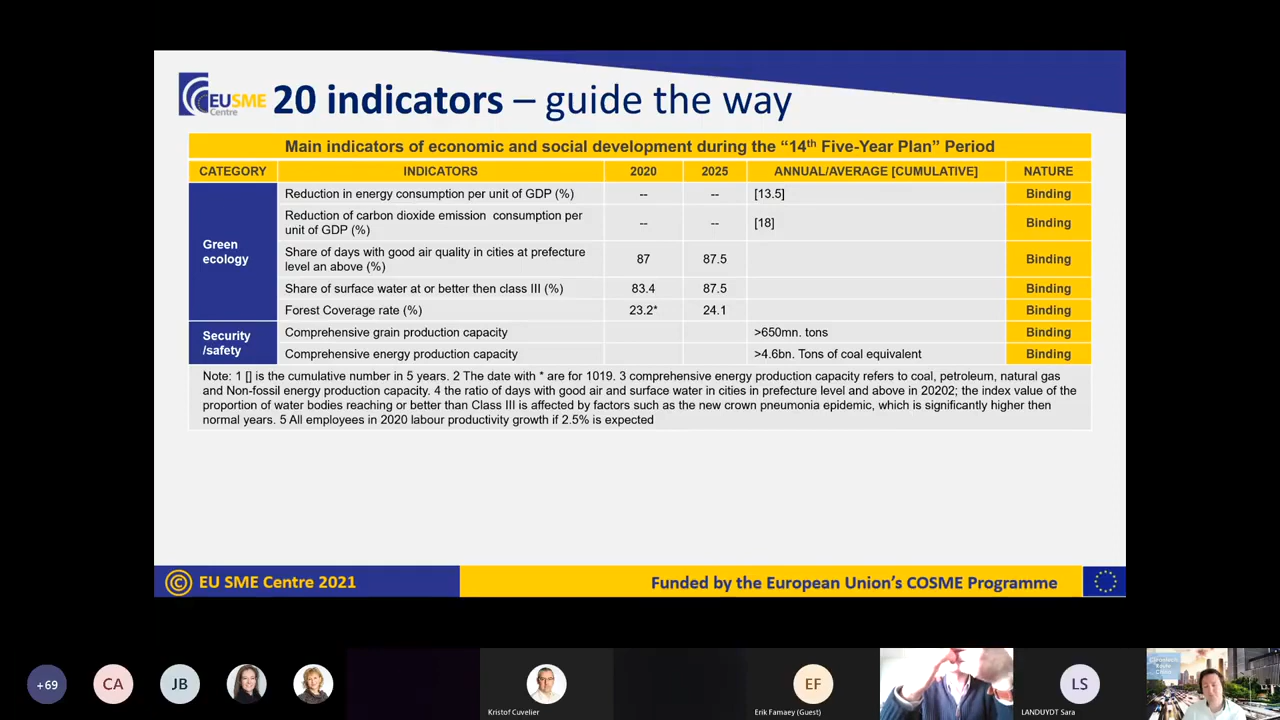 EUSME
Centre
20 indicators – guide the way
Main indicators of economic and social development during the “14th Five-Year Plan” Period
CATEGORY INDICATORS 2020 2025 ANNUAL/AVERAGE [CUMULATIVE] NATURE
Green
ecology
Reduction in energy consumption per unit of GDP (%) -- -- [13.5] Binding
Reduction of carbon dioxide emission consumption per
unit of GDP (%) -- -- [18] Binding
Share of days with good air quality in cities at prefecture
level an above (%) 87 87.5 Binding
Share of surface water at or better then class III (%) 83.4 87.5 Binding
Forest Coverage rate (%) 23.2* 24.1 Binding
Security
/safety
Comprehensive grain production capacity >650mn. tons Binding
Comprehensive energy production capacity >4.6bn. Tons of coal equivalent Binding
Note: 1 [] is the cumulative number in 5 years. 2 The date with * are for 1019. 3 comprehensive energy production capacity refers to coal, petroleum, natural gas
and Non-fossil energy production capacity. 4 the ratio of days with good air and surface water in cities in prefecture level and above in 20202; the index value of the
proportion of water bodies reaching or better than Class III is affected by factors such as the new crown pneumonia epidemic, which is significantly higher then
normal years. 5 All employees in 2020 labour productivity growth if 2.5% is expected
© EU SME Centre 2021
Funded by the European Union’s COSME Programme
+69
CA
JB
Kristof Cuvelier
EF
Erik Famaey (Guest)
LS
LANDUYDT Sara